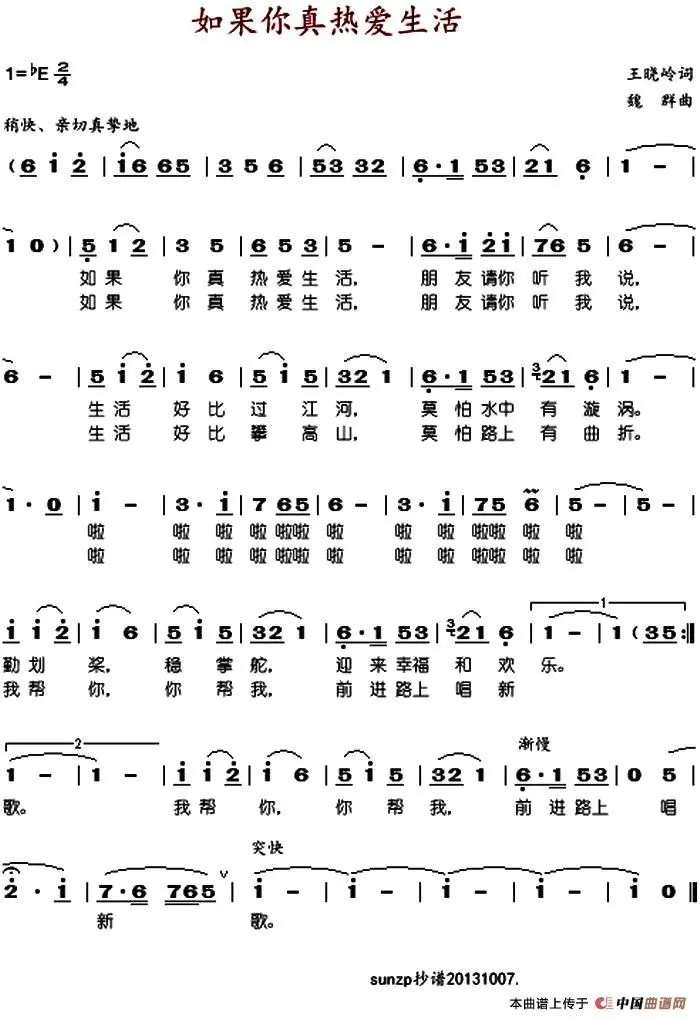 如果你真热爱生活
1=♭E 2/4
王晓岭词
魏 群曲
稍快、亲切真挚地
( 6 i 2 | i6 65 | 3 5 6 | 53 32 | 6·1 53 | 21 6 | 1 - |
1 0 ) | 5 1 2 | 3 5 | 6 5 3 | 5 - | 6·i 2i | 76 5 | 6 - |
如 果 你 真 热 爱 生 活, 朋 友 请你 听 我 说,
如 果 你 真 热 爱 生 活, 朋 友 请你 听 我 说,
6 - | 5 i 2 | i 6 | 5 i 5 | 32 1 | 6·1 53 | 3 21 6 | 1 - |
生 活 好 比 过 江 河, 莫 怕 水中 有 漩 涡。
生 活 好 比 攀 高 山, 莫 怕 路上 有 曲 折。
1· 0 | i - | 3· i | 7 65 | 6 - | 3· i | 75 6 | 5 - | 5 - |
啦 啦 啦 啦 啦啦 啦 啦 啦 啦啦 啦 啦
啦 啦 啦 啦 啦啦 啦 啦 啦 啦啦 啦 啦
1
i i 2 | i 6 | 5 i 5 | 32 1 | 6·1 53 | 3 21 6 | 1 - | 1 ( 35 :|
勤 划 桨, 稳 掌 舵, 迎 来 幸福 和 欢 乐。
我 帮 你, 你 帮 我, 前 进 路上 唱 新
2
渐慢
1 - | 1 - | i i 2 | i 6 | 5 i 5 | 32 1 | 6·1 53 | 0 5 |
歌。 我 帮 你, 你 帮 我, 前 进 路上 唱
突快
2· i | 7·6 765 | i - | i - | i - | i 0 ‖
新 歌。
sunzp抄谱20131007.
本曲谱上传于 中国曲谱网